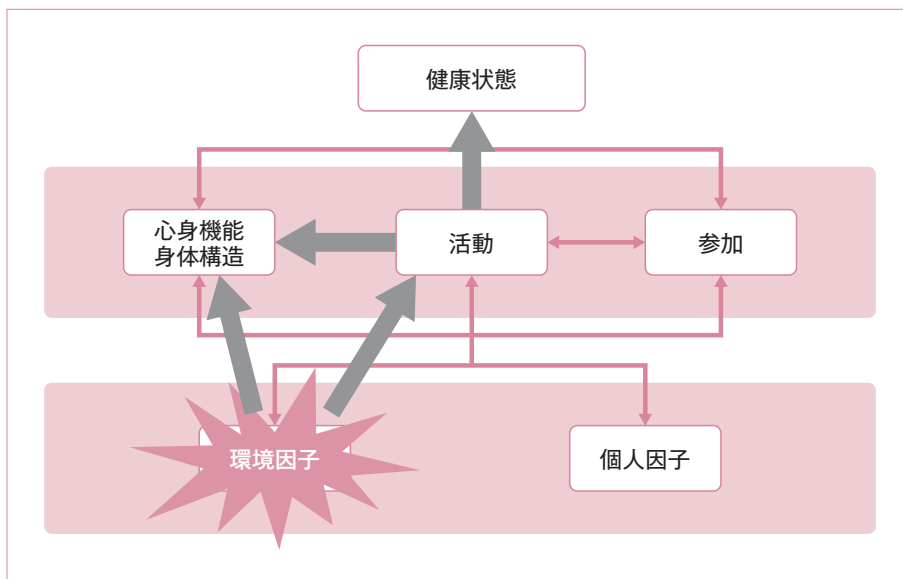 健康状態
心身機能
身体構造
活動
参加
環境因子
個人因子